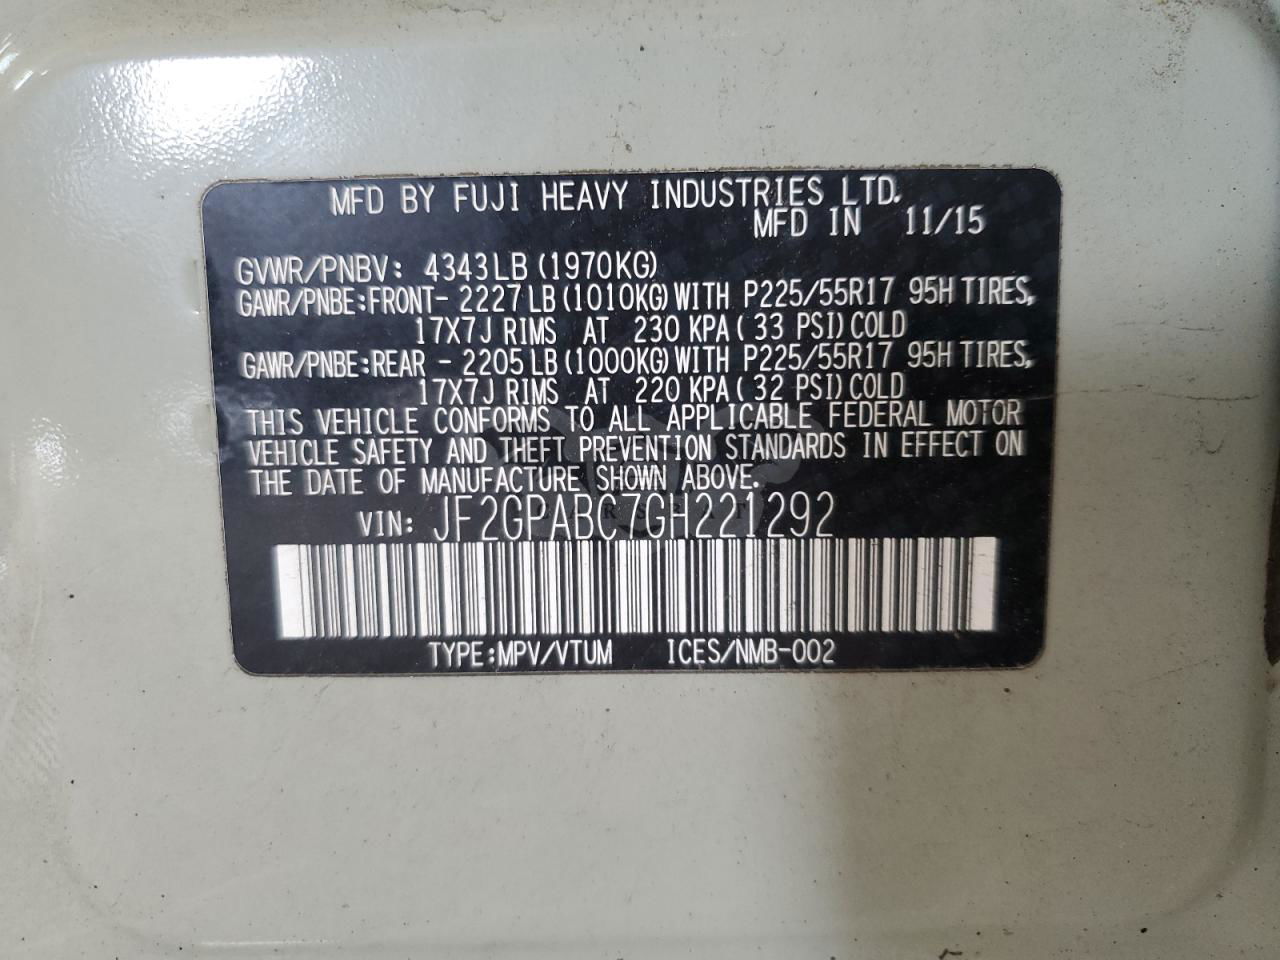 MFD BY FUJI HEAVY INDUSTRIES LTD.
MFD IN 11/15
GVWR/PNBV: 4343LB (1970KG)
GAWR/PNBE:FRONT- 2227LB (1010KG) WITH P225/55R17 95H TIRES,
17X7J RIMS AT 230 KPA ( 33 PSI) COLD
GAWR/PNBE:REAR - 2205LB (1000KG) WITH P225/55R17 95H TIRES,
17X7J RIMS AT 220 KPA ( 32 PSI) COLD
THIS VEHICLE CONFORMS TO ALL APPLICABLE FEDERAL MOTOR
VEHICLE SAFETY AND THEFT PREVENTION STANDARDS IN EFFECT ON
THE DATE OF MANUFACTURE SHOWN ABOVE.
VIN: JF2GPABC7GH221292
TYPE:MPV/VTUM ICES/NMB-002